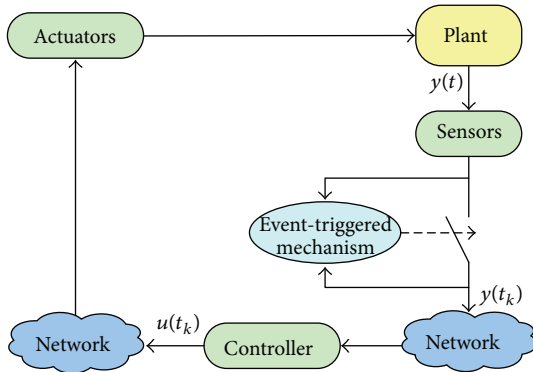 Actuators
Plant
y(t)
Sensors
Event-triggered
mechanism
y(t_k)
u(t_k)
Network
Controller
Network